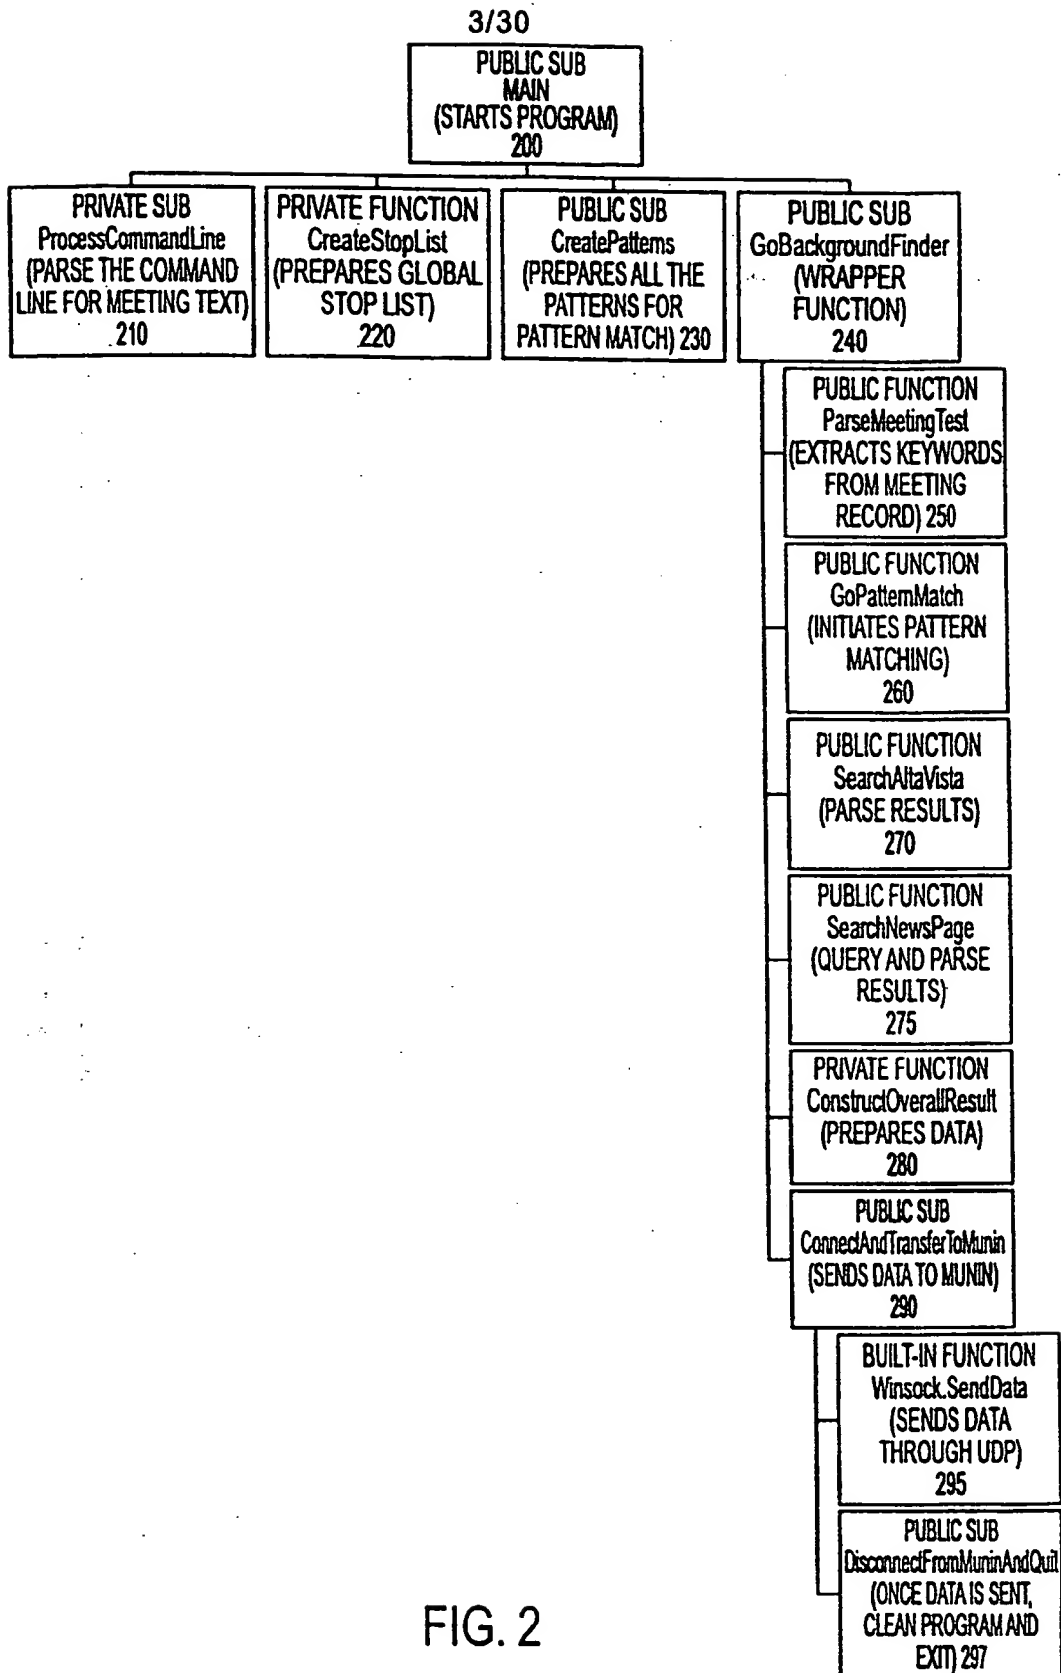 3/30
PUBLIC SUB
MAIN
(STARTS PROGRAM)
200
PRIVATE SUB
ProcessCommandLine
(PARSE THE COMMAND
LINE FOR MEETING TEXT)
210
PRIVATE FUNCTION
CreateStopList
(PREPARES GLOBAL
STOP LIST)
220
PUBLIC SUB
CreatePatterns
(PREPARES ALL THE
PATTERNS FOR
PATTERN MATCH) 230
PUBLIC SUB
GoBackgroundFinder
(WRAPPER
FUNCTION)
240
PUBLIC FUNCTION
ParseMeetingTest
(EXTRACTS KEYWORDS
FROM MEETING
RECORD) 250
PUBLIC FUNCTION
GoPatternMatch
(INITIATES PATTERN
MATCHING)
260
PUBLIC FUNCTION
SearchAltaVista
(PARSE RESULTS)
270
PUBLIC FUNCTION
SearchNewsPage
(QUERY AND PARSE
RESULTS)
275
PRIVATE FUNCTION
ConstructOverallResult
(PREPARES DATA)
280
PUBLIC SUB
ConnectAndTransferToMunin
(SENDS DATA TO MUNIN)
290
BUILT-IN FUNCTION
Winsock.SendData
(SENDS DATA
THROUGH UDP)
295
PUBLIC SUB
DisconnectFromMuninAndQuit
(ONCE DATA IS SENT,
CLEAN PROGRAM AND
EXIT) 297
FIG. 2